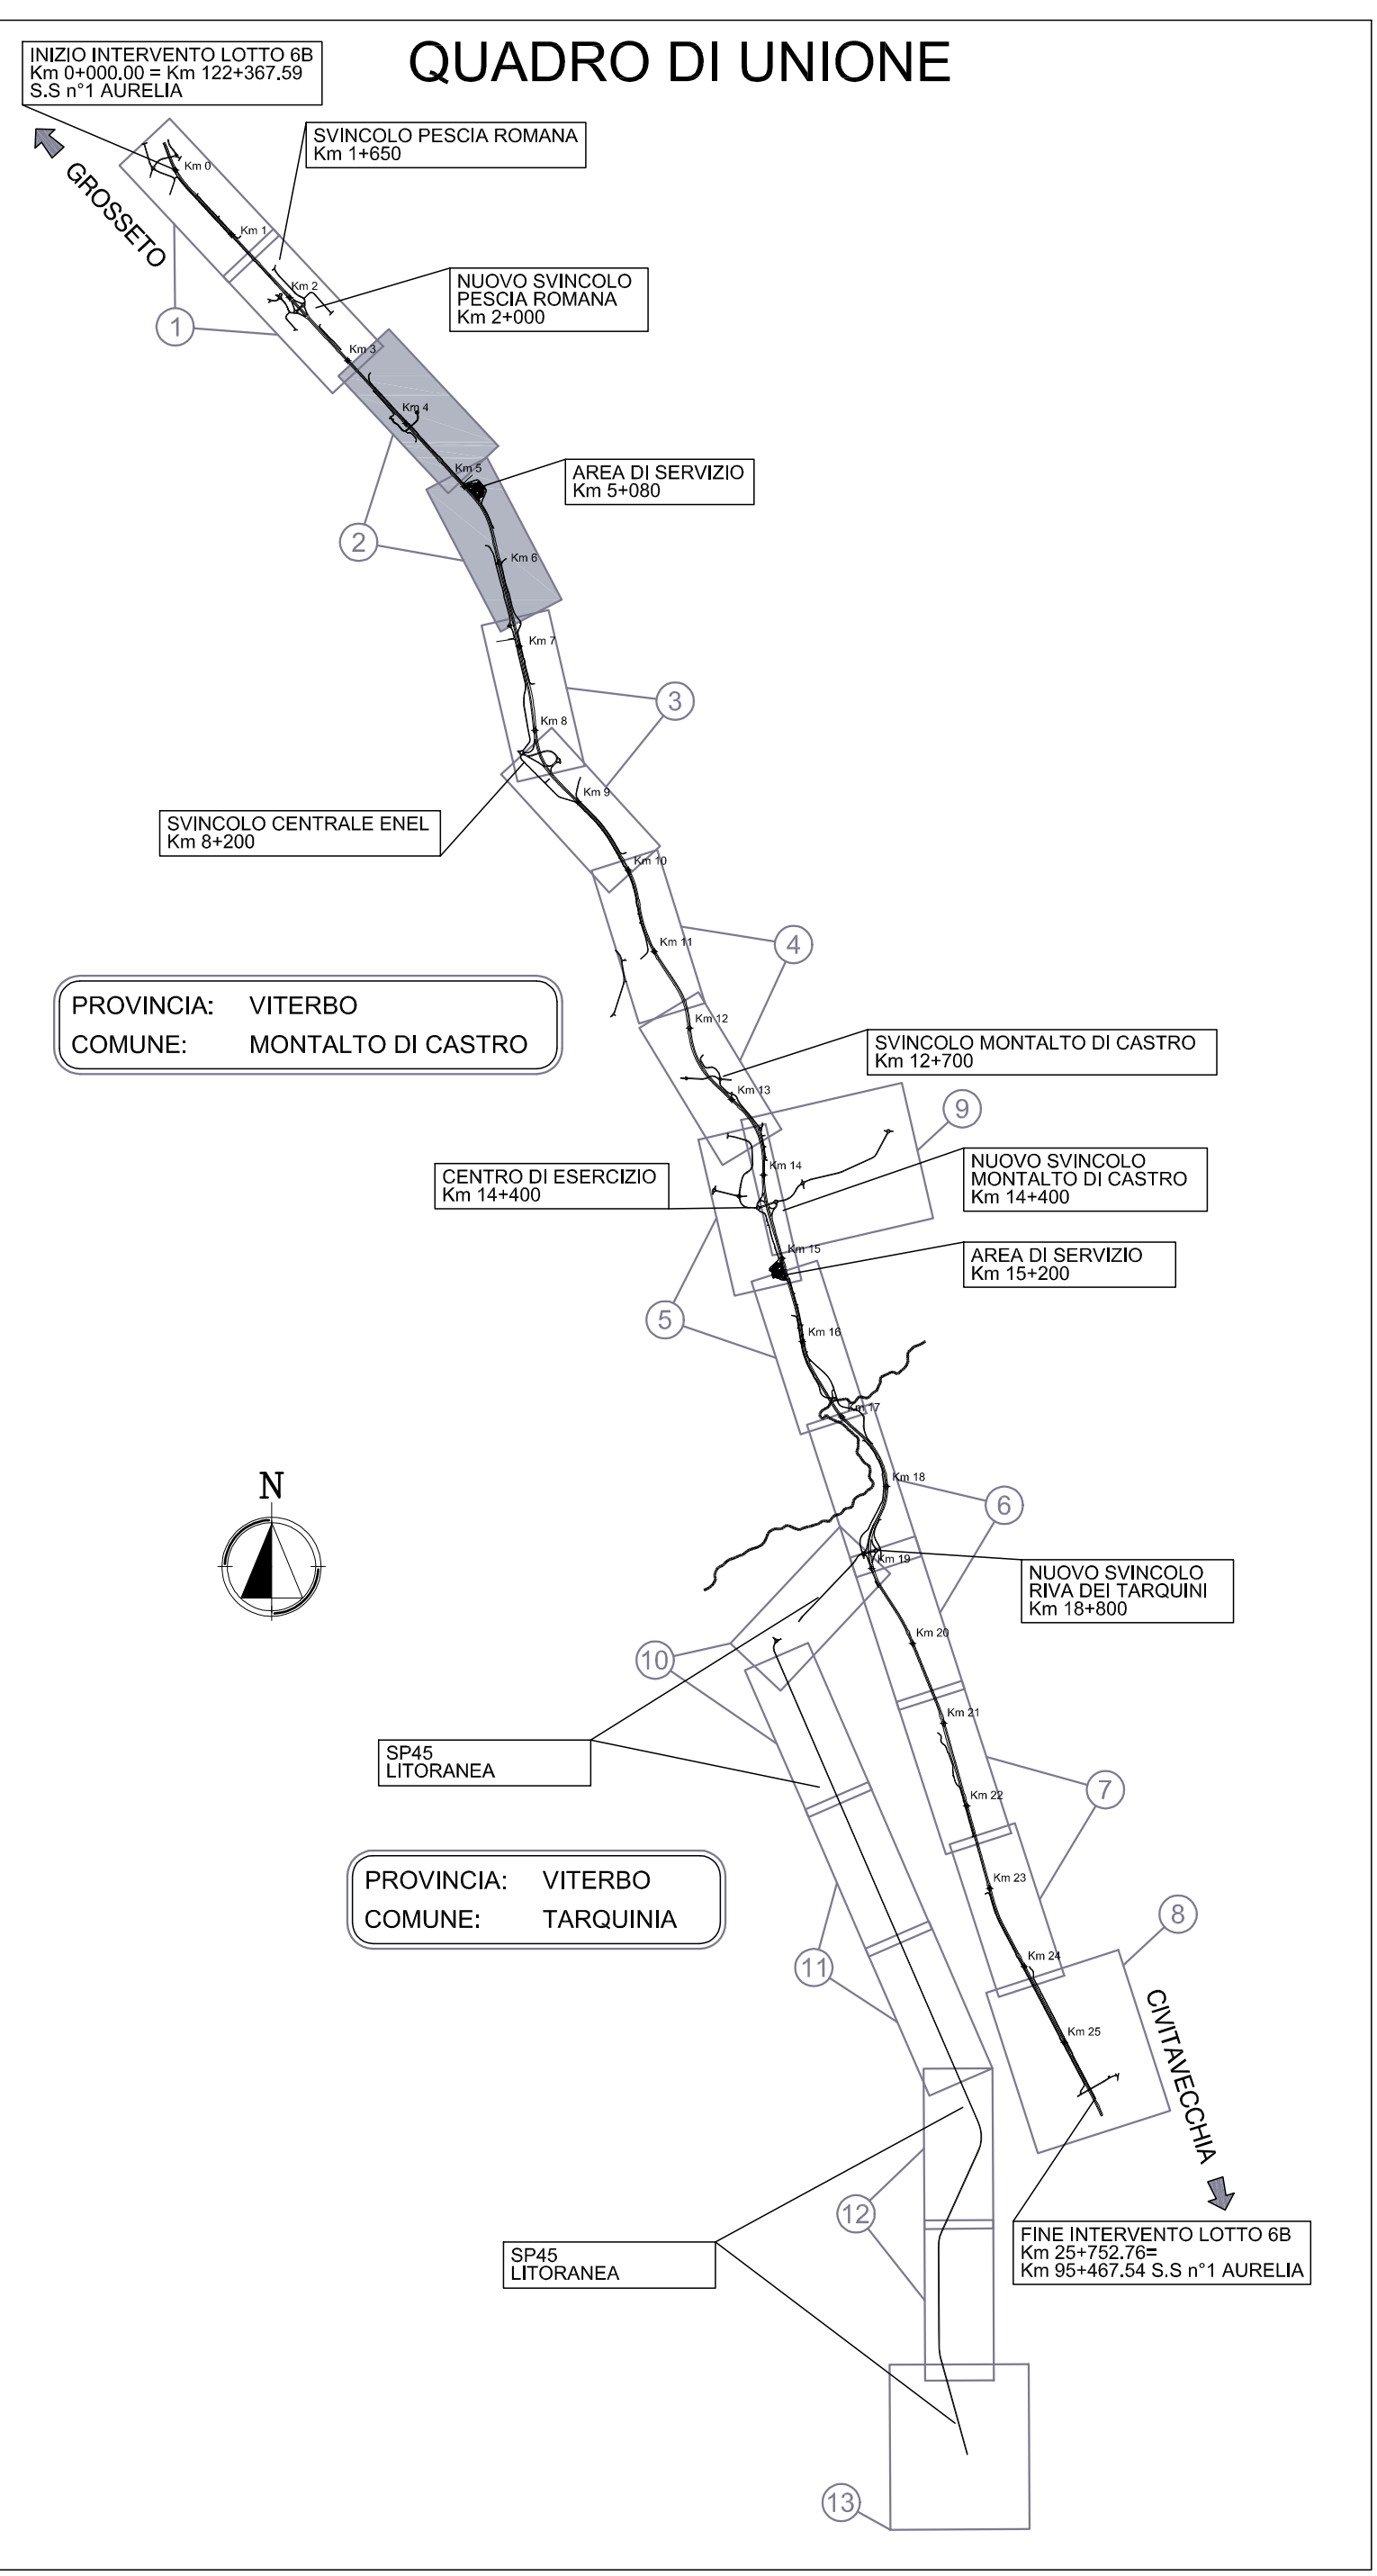 QUADRO DI UNIONE
INIZIO INTERVENTO LOTTO 6B
Km 0+000.00 = Km 122+367.59
S.S n°1 AURELIA
SVINCOLO PESCIA ROMANA
Km 1+650
GROSSETO
Km 0
Km 1
NUOVO SVINCOLO
PESCIA ROMANA
Km 2+000
Km 2
1
Km 3
Km 4
AREA DI SERVIZIO
Km 5+080
Km 5
2
Km 6
Km 7
3
Km 8
Km 9
SVINCOLO CENTRALE ENEL
Km 8+200
Km 10
4
Km 11
PROVINCIA: VITERBO
COMUNE: MONTALTO DI CASTRO
Km 12
SVINCOLO MONTALTO DI CASTRO
Km 12+700
Km 13
9
CENTRO DI ESERCIZIO
Km 14+400
Km 14
NUOVO SVINCOLO
MONTALTO DI CASTRO
Km 14+400
Km 15
AREA DI SERVIZIO
Km 15+200
5
Km 16
Km 17
N
Km 18
6
Km 19
NUOVO SVINCOLO
RIVA DEI TARQUINI
Km 18+800
Km 20
10
Km 21
SP45
LITORANEA
7
Km 22
PROVINCIA: VITERBO
COMUNE: TARQUINIA
Km 23
8
Km 24
11
Km 25
CIVITAVECCHIA
12
FINE INTERVENTO LOTTO 6B
Km 25+752.76=
Km 95+467.54 S.S n°1 AURELIA
SP45
LITORANEA
13